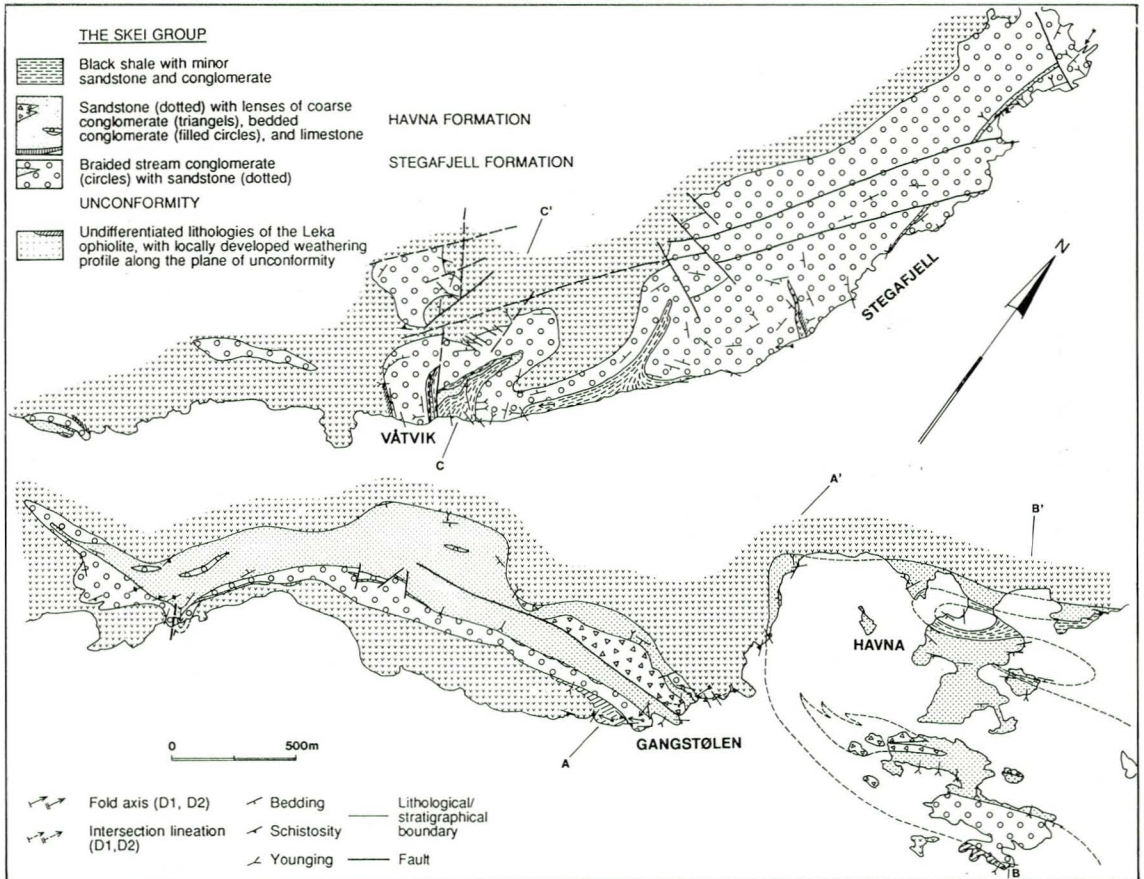 THE SKEI GROUP
Black shale with minor
sandstone and conglomerate
Sandstone (dotted) with lenses of coarse
conglomerate (triangels), bedded
conglomerate (filled circles), and limestone
HAVNA FORMATION
Braided stream conglomerate
(circles) with sandstone (dotted)
STEGAFJELL FORMATION
UNCONFORMITY
Undifferentiated lithologies of the Leka
ophiolite, with locally developed weathering
profile along the plane of unconformity
C'
N
STEGAFJELL
VÅTVIK
C
A'
B'
HAVNA
GANGSTØLEN
A
B
0 500m
Fold axis (D1, D2)
Intersection lineation
(D1,D2)
Bedding
Schistosity
Younging
Lithological/
stratigraphical
boundary
Fault